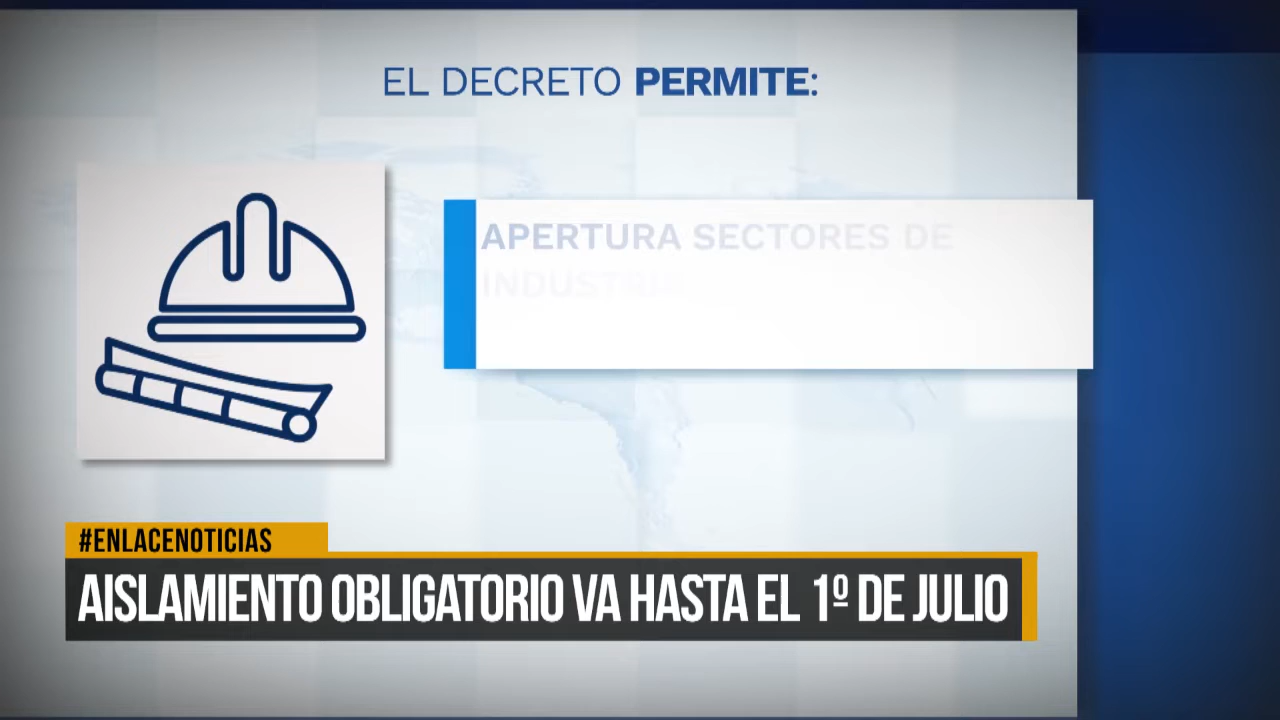 EL DECRETO PERMITE:
APERTURA SECTORES DE
#ENLACENOTICIAS
AISLAMIENTO OBLIGATORIO VA HASTA EL 1º DE JULIO